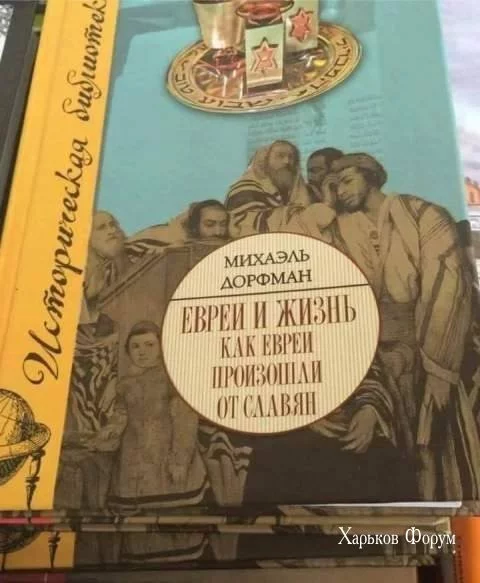 Историческая библиотек
МИХАЭЛЬ
ДОРФМАН
ЕВРЕИ И ЖИЗНЬ
КАК ЕВРЕИ
ПРОИЗОШЛИ
ОТ СЛАВЯН
Харьков Форум